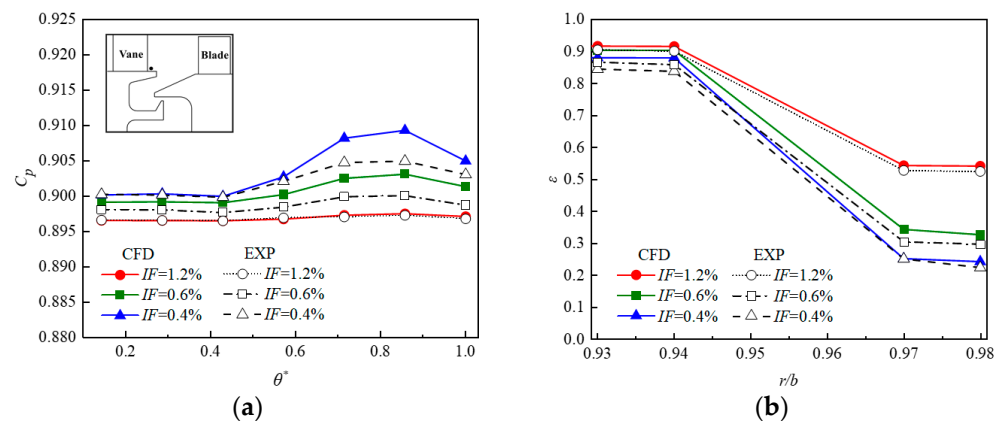 0.925
0.920
0.915
0.910
0.905
0.900
0.895
0.890
0.885
0.880
Cp
Vane
Blade
CFD EXP
IF=1.2% IF=1.2%
IF=0.6% IF=0.6%
IF=0.4% IF=0.4%
0.2 0.4 0.6 0.8 1.0
θ*
(a)
ε
1.0
0.9
0.8
0.7
0.6
0.5
0.4
0.3
0.2
0.1
0
CFD EXP
IF=1.2% IF=1.2%
IF=0.6% IF=0.6%
IF=0.4% IF=0.4%
0.93 0.94 0.95 0.96 0.97 0.98
r/b
(b)